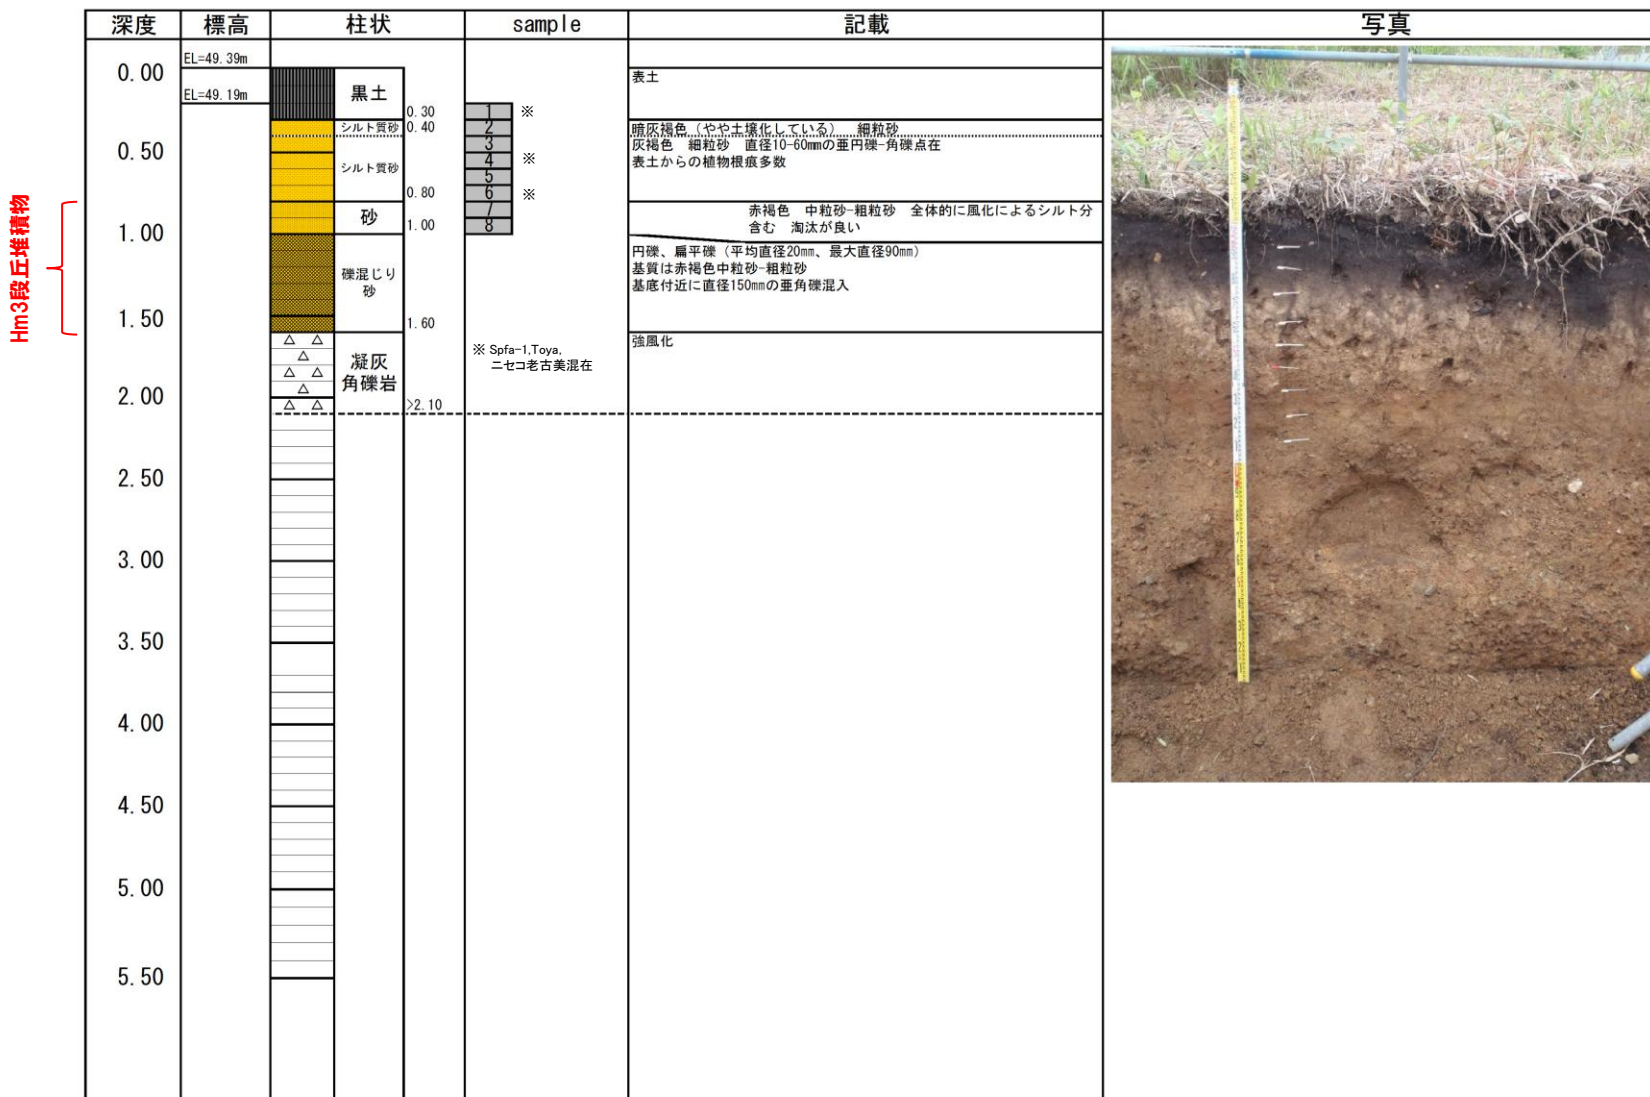 深度 標高 柱状 sample 記載 写真
EL=49.39m
0.00
表土
EL=49.19m
黒土
0.30
1 ※
シルト質砂 0.40
2
暗灰褐色（やや土壌化している） 細粒砂
3
灰褐色 細粒砂 直径10-60mmの亜円礫-角礫点在
0.50
4 ※
表土からの植物根痕多数
シルト質砂
5
0.80
6 ※
7
赤褐色 中粒砂-粗粒砂 全体的に風化によるシルト分
砂
1.00
8
含む 淘汰が良い
1.00
円礫、扁平礫（平均直径20mm、最大直径90mm）
礫混じり
砂
基質は赤褐色中粒砂-粗粒砂
基底付近に直径150mmの亜角礫混入
Hm3段丘堆積物
1.50
1.60
強風化
※ Spfa-1,Toya,
ニセコ老古美混在
凝灰
角礫岩
2.00
>2.10
2.50
3.00
3.50
4.00
4.50
5.00
5.50